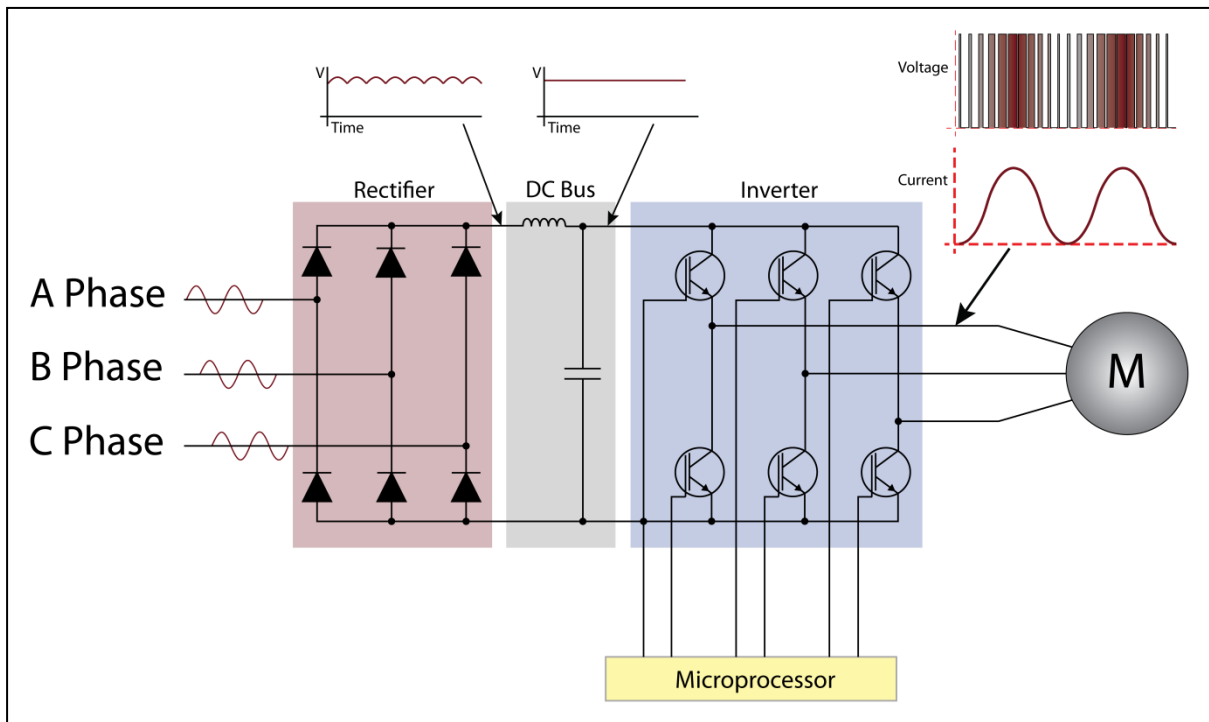 V
Time
V
Time
Voltage
Current
Rectifier
DC Bus
Inverter
A Phase
B Phase
C Phase
M
Microprocessor